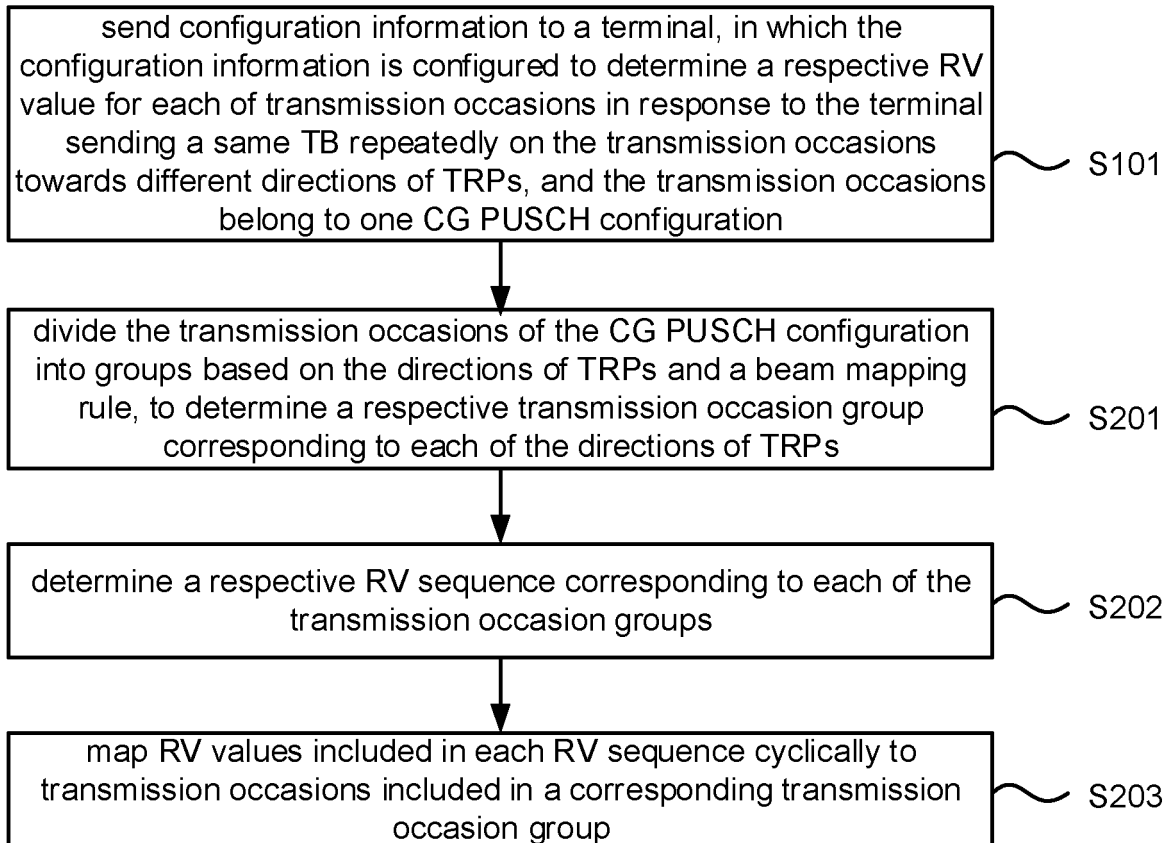 send configuration information to a terminal, in which the
configuration information is configured to determine a respective RV
value for each of transmission occasions in response to the terminal
sending a same TB repeatedly on the transmission occasions
towards different directions of TRPs, and the transmission occasions
belong to one CG PUSCH configuration
S101
divide the transmission occasions of the CG PUSCH configuration
into groups based on the directions of TRPs and a beam mapping
rule, to determine a respective transmission occasion group
corresponding to each of the directions of TRPs
S201
determine a respective RV sequence corresponding to each of the
transmission occasion groups
S202
map RV values included in each RV sequence cyclically to
transmission occasions included in a corresponding transmission
occasion group
S203